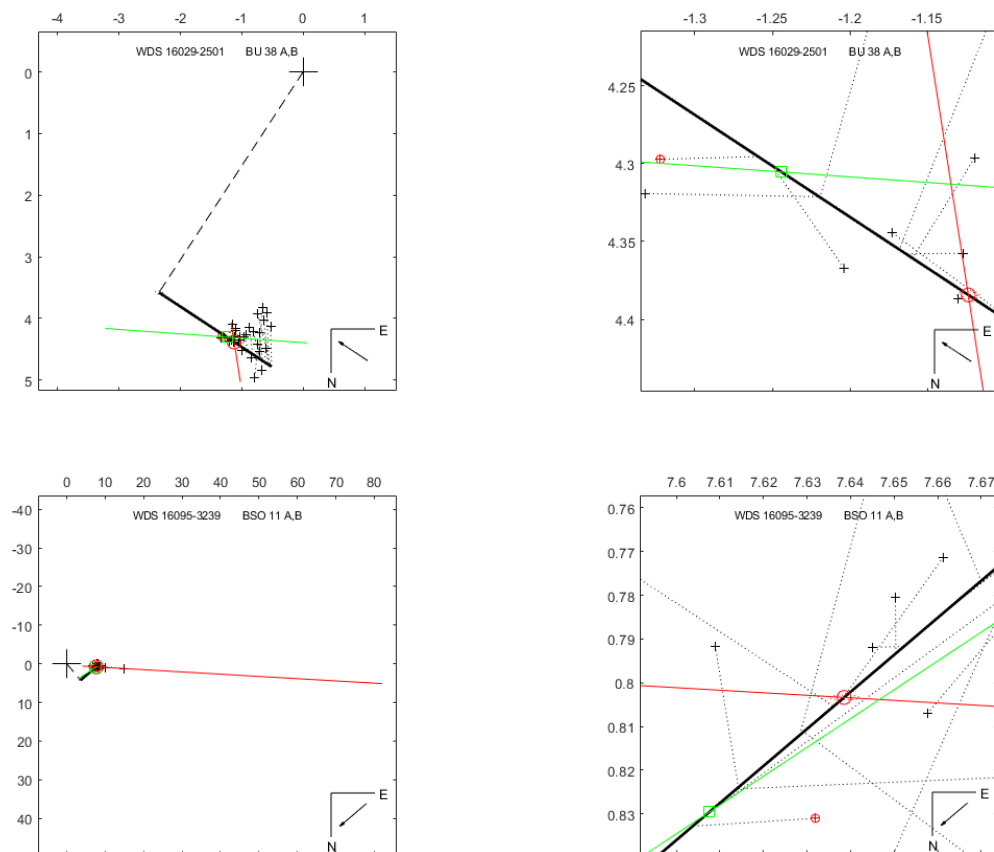 -4 -3 -2 -1 0 1
WDS 16029-2501 BU 38 A,B
0
1
2
3
4
5
E
N
-1.3 -1.25 -1.2 -1.15
WDS 16029-2501 BU 38 A,B
4.25
4.3
4.35
4.4
E
N
0 10 20 30 40 50 60 70 80
WDS 16095-3239 BSO 11 A,B
-40
-30
-20
-10
0
10
20
30
40
E
N
7.6 7.61 7.62 7.63 7.64 7.65 7.66 7.67
WDS 16095-3239 BSO 11 A,B
0.76
0.77
0.78
0.79
0.8
0.81
0.82
0.83
E
N